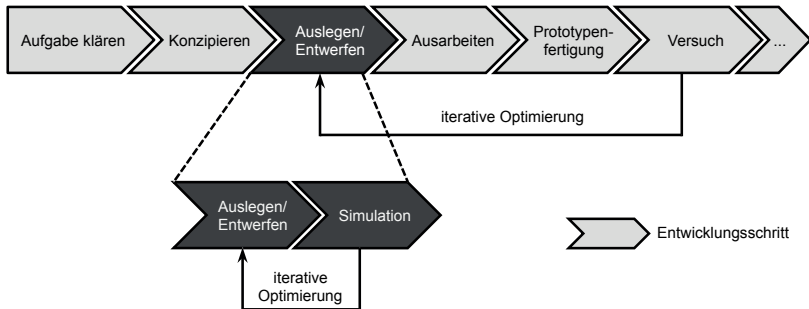 Aufgabe klären
Konzipieren
Auslegen/
Entwerfen
Ausarbeiten
Prototypen-
fertigung
Versuch
...
iterative Optimierung
Auslegen/
Entwerfen
Simulation
Entwicklungsschritt
iterative
Optimierung